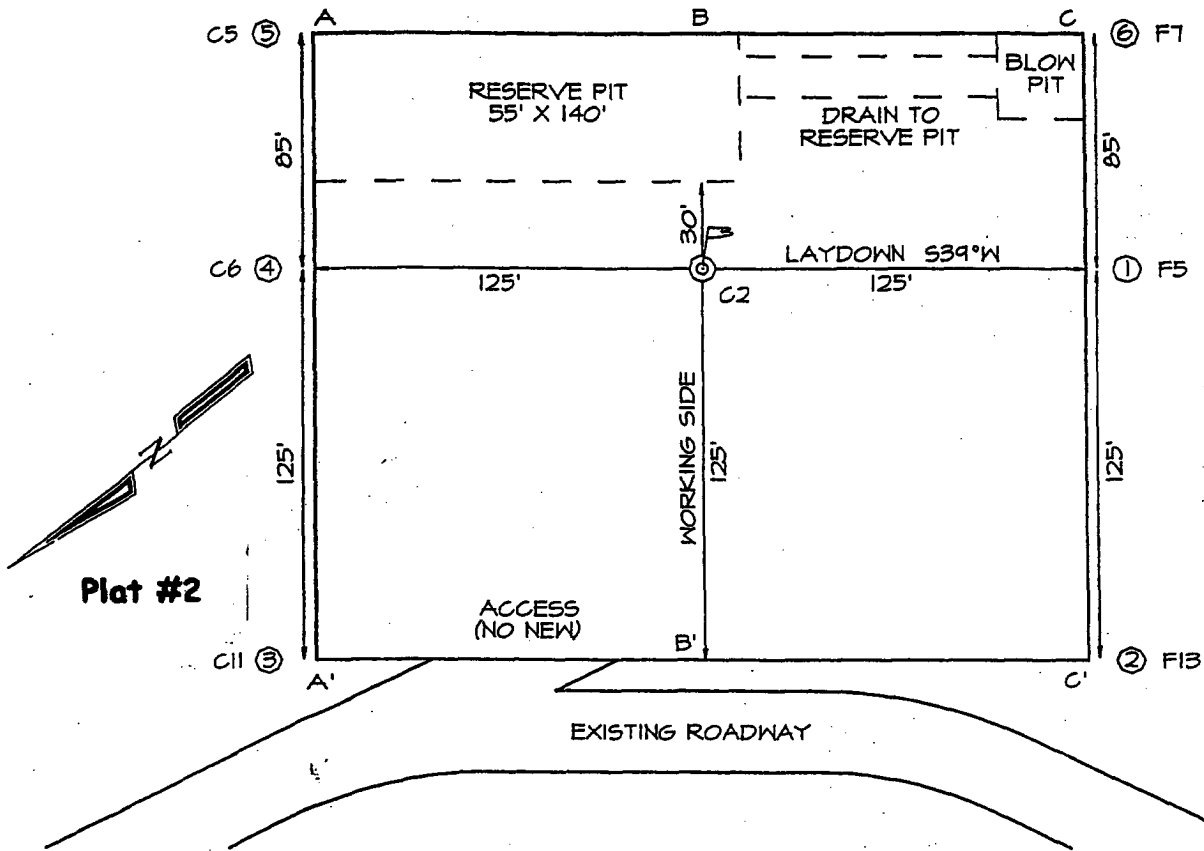 A B C
C5 ⑤ ⑥ F7
RESERVE PIT
55' X 140'
BLOW
PIT
DRAIN TO
RESERVE PIT
85' 85'
30'
LAYDOWN S39°W
C6 ④ ① F5
125' 125'
C2
WORKING SIDE
125' 125' 125'
N
Plat #2
ACCESS
(NO NEW)
B'
C11 ③ ② F13
A' C'
EXISTING ROADWAY